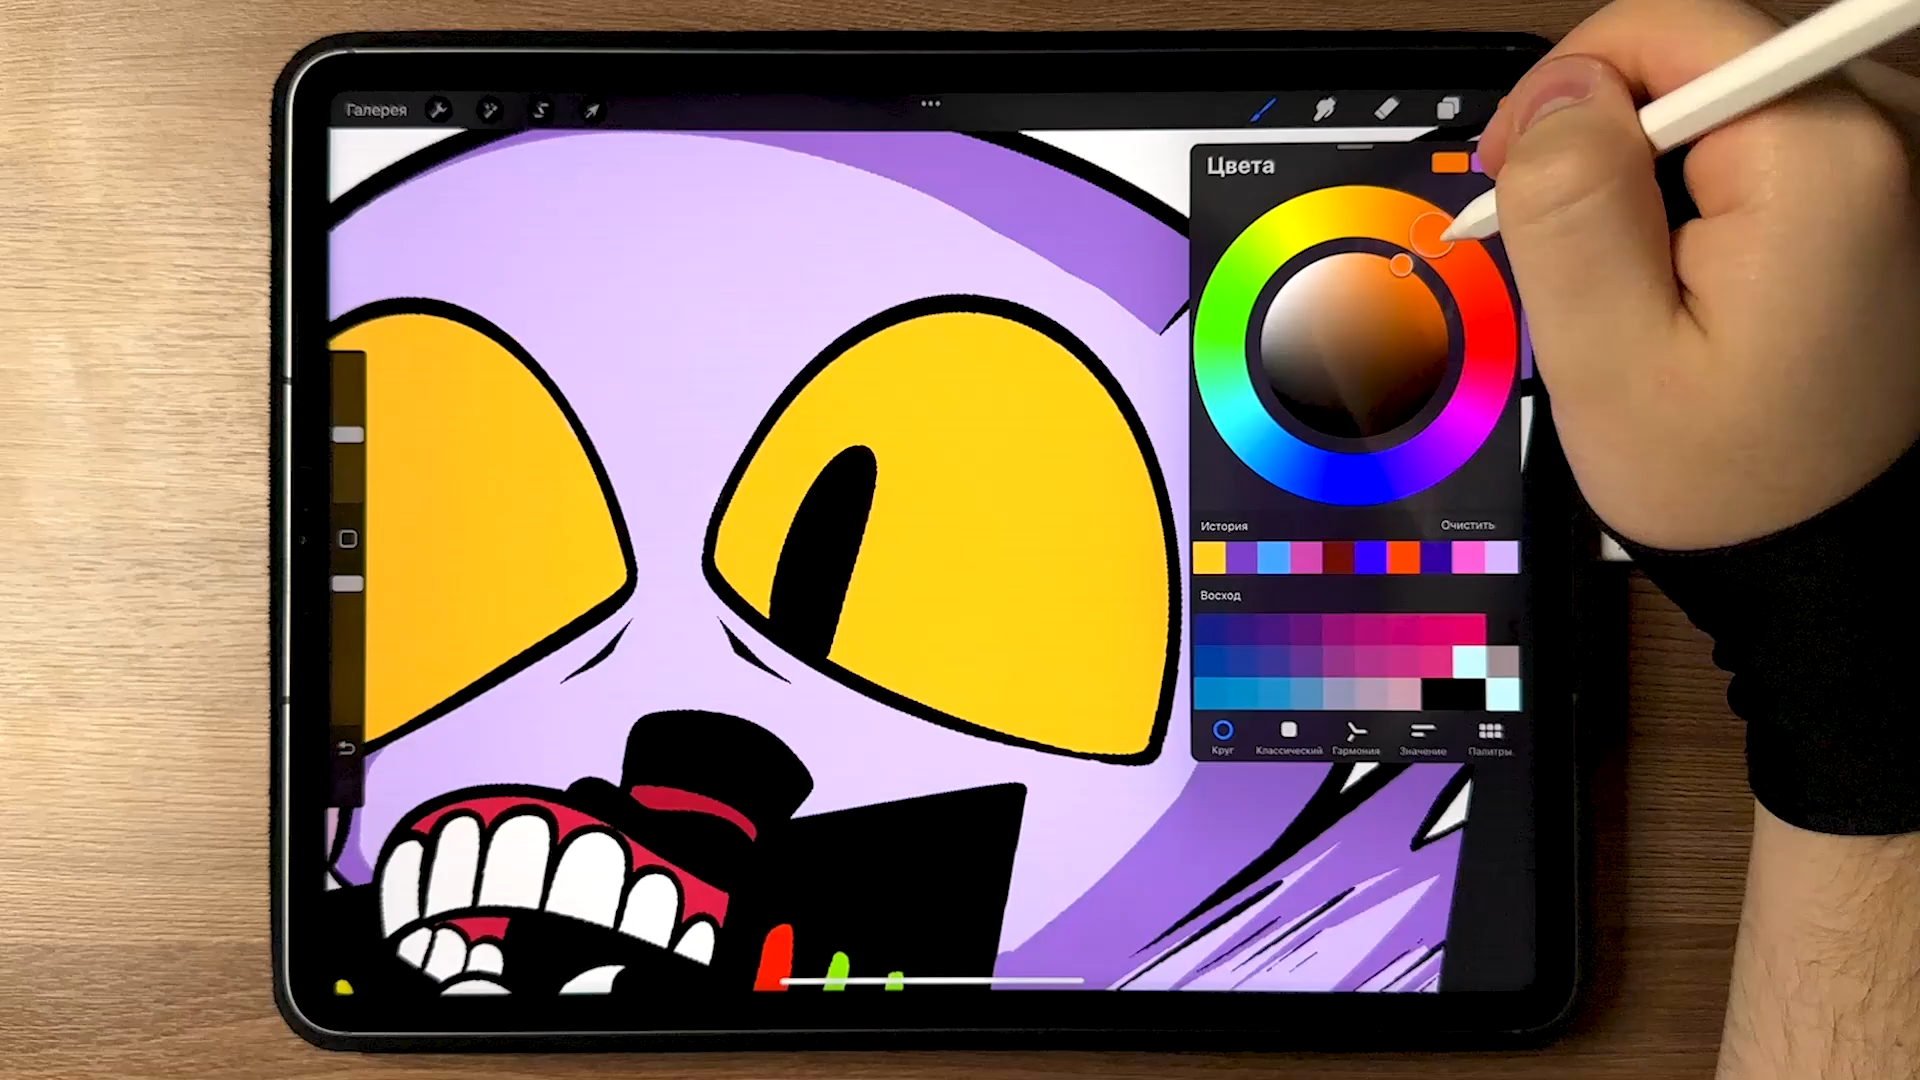 Галерея
Цвета
История Очистить
Восход
Круг Классический Гармония Значение Палитры